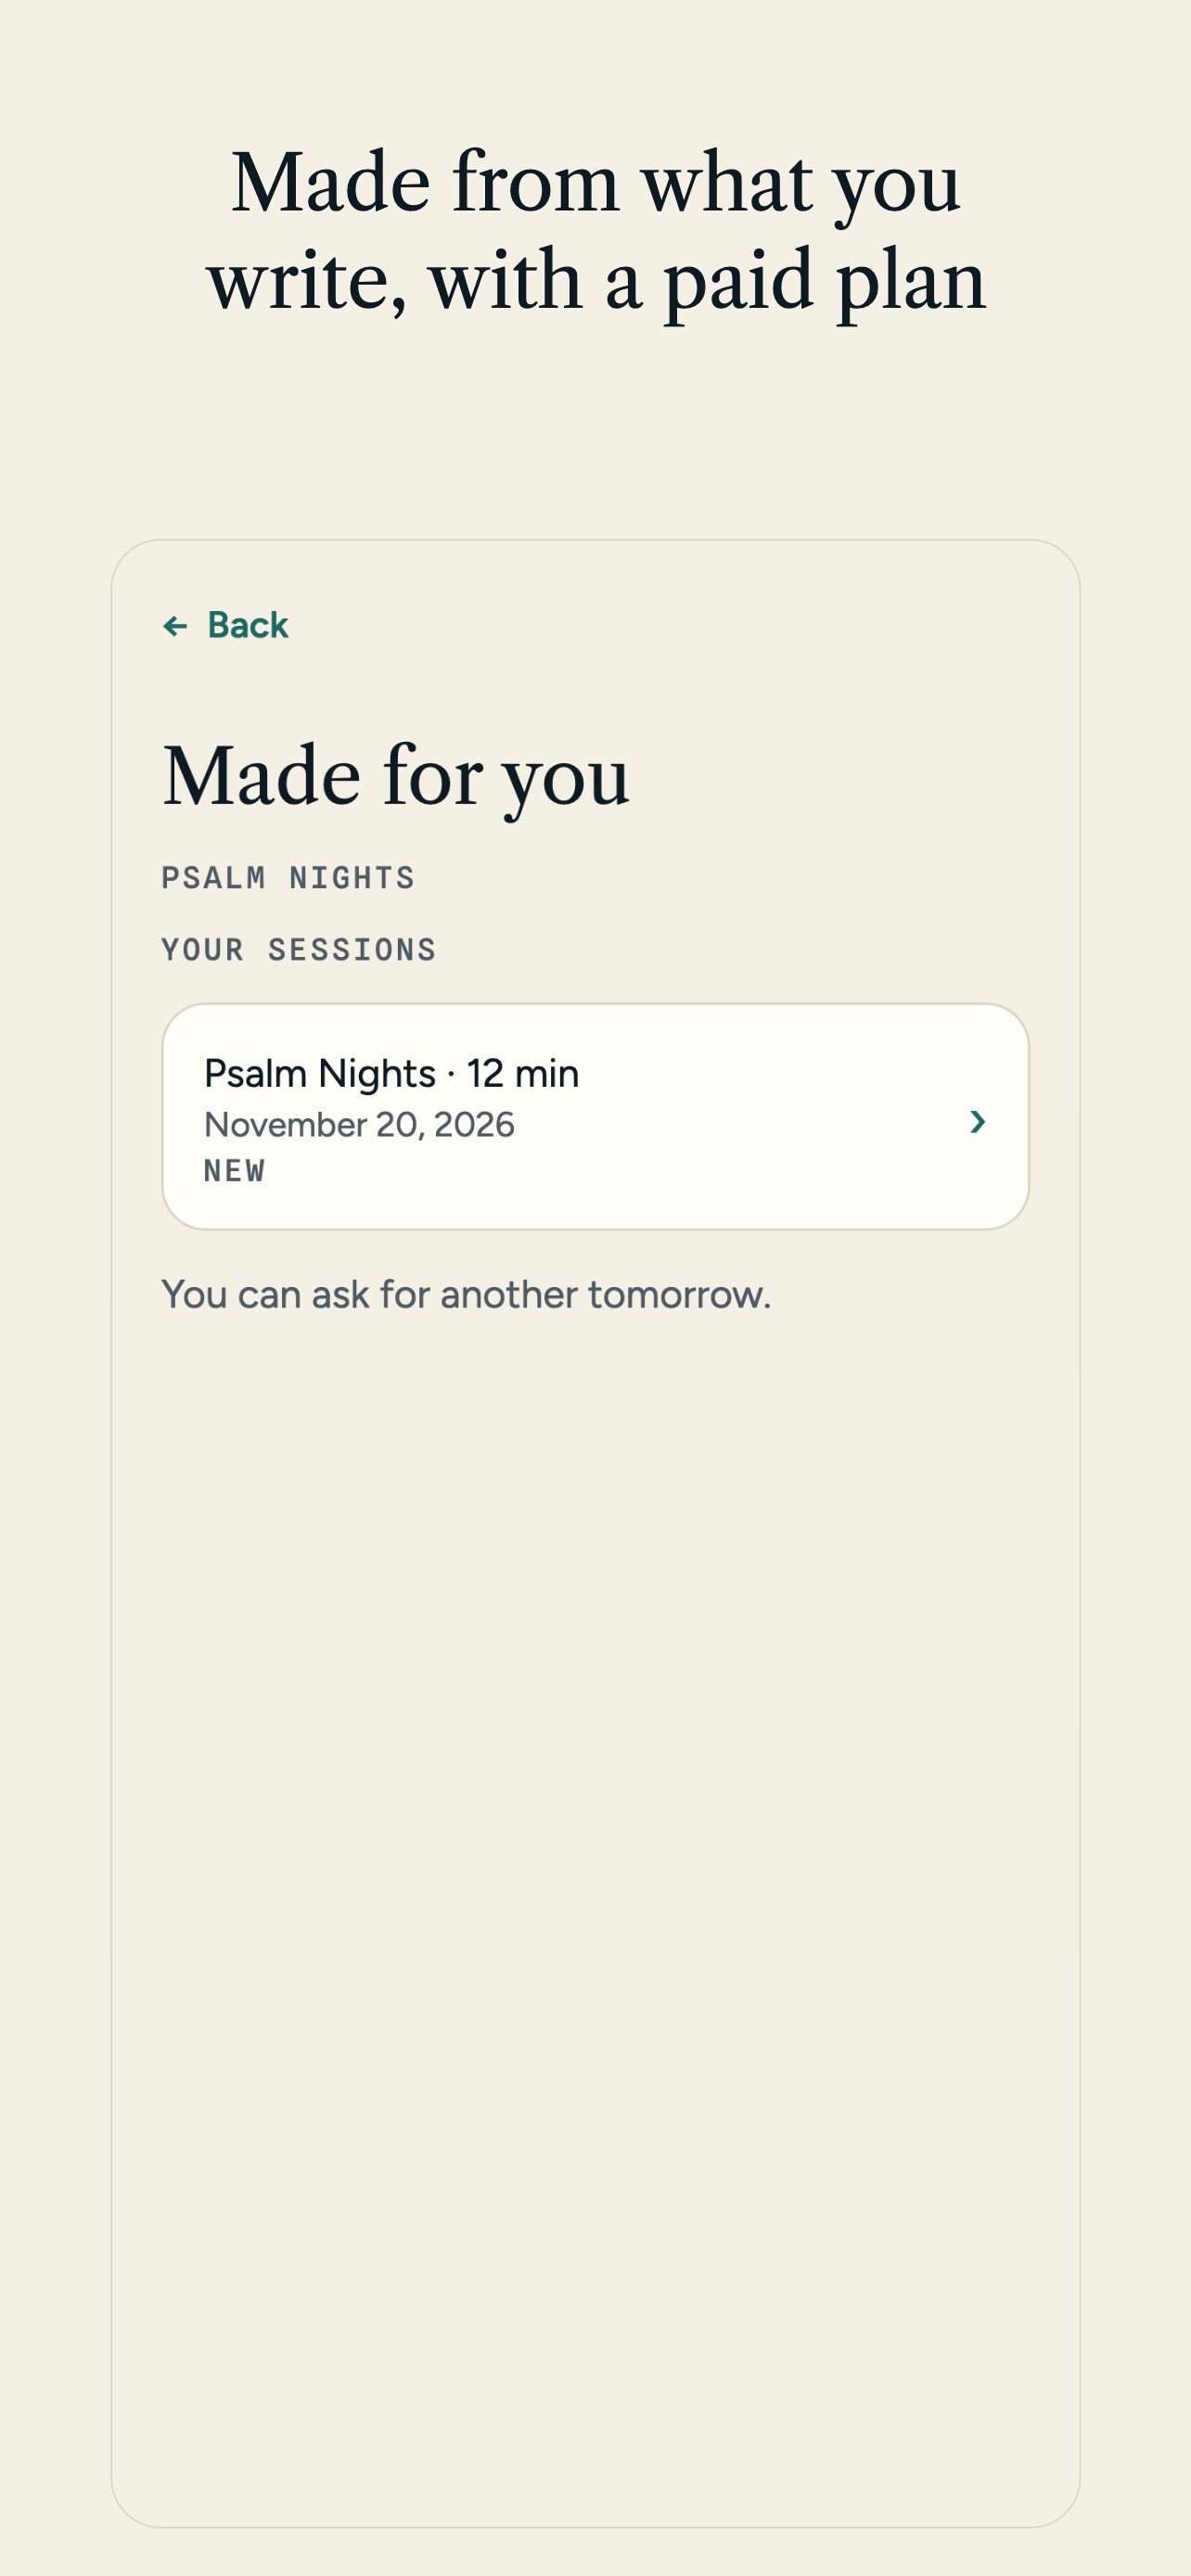 Made from what you
write, with a paid plan
← Back
Made for you
PSALM NIGHTS
YOUR SESSIONS
Psalm Nights · 12 min
November 20, 2026
NEW
You can ask for another tomorrow.